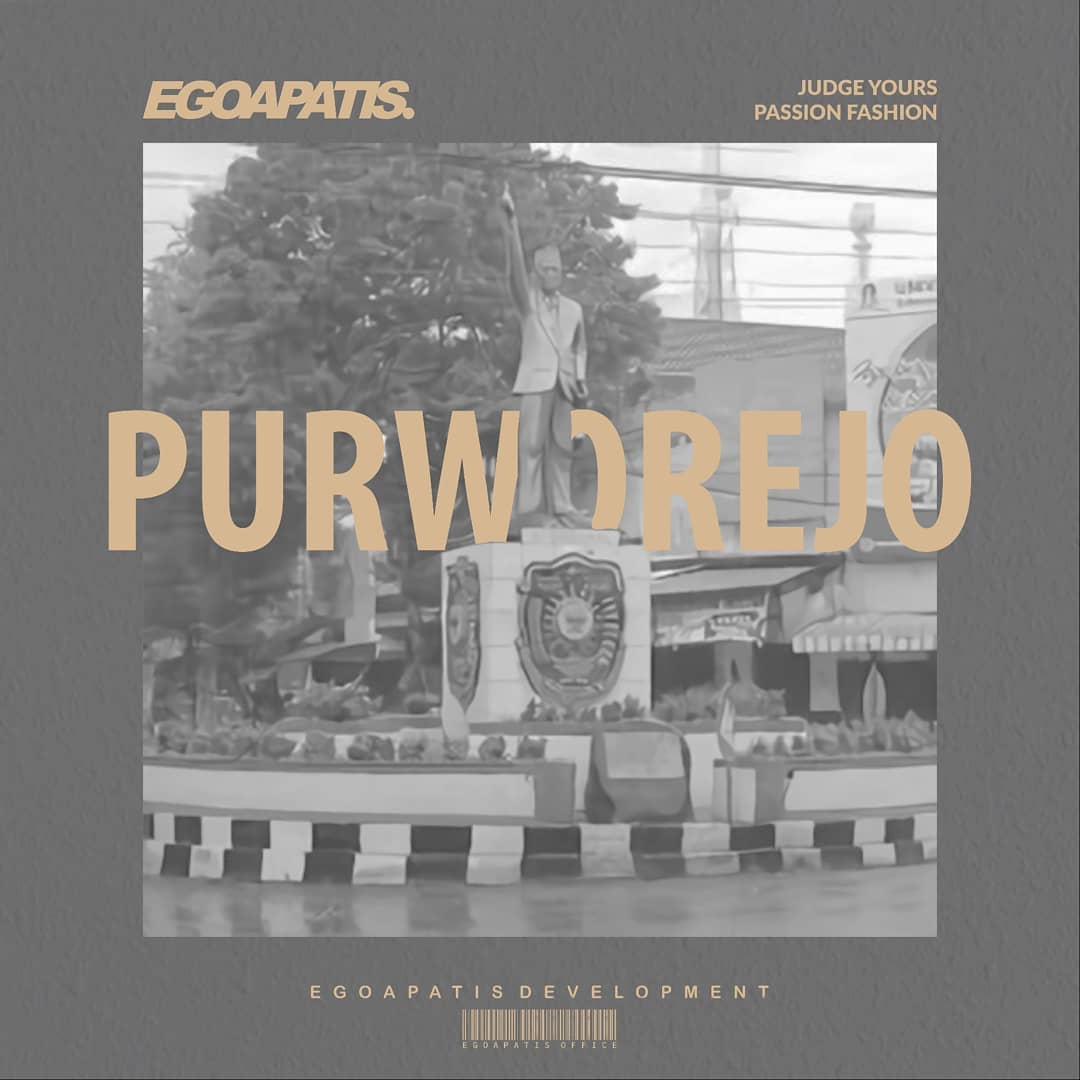 EGOAPATIS.
JUDGE YOURS
PASSION FASHION
PURWOREJO
EGOAPATIS DEVELOPMENT
EGOAPATIS OFFICE